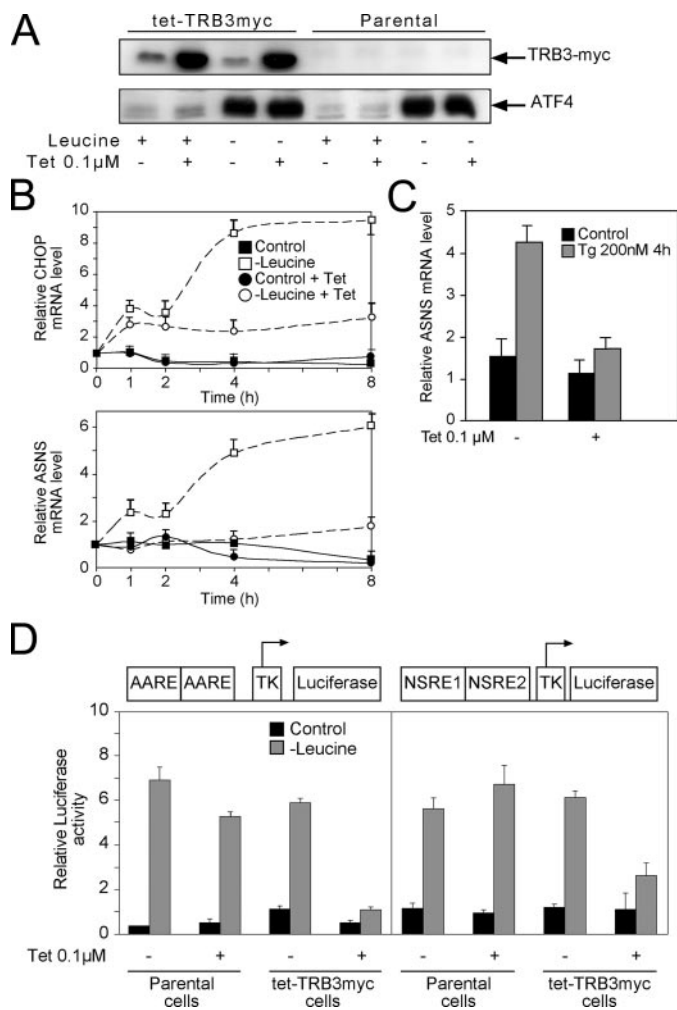 A
tet-TRB3myc Parental
TRB3-myc
ATF4
Leucine + + - - + + - -
Tet 0.1µM - + - + - + - +
B
Relative CHOP
mRNA level
10
8
6
4
2
0
Control
-Leucine
Control + Tet
-Leucine + Tet
0 1 2 4 8
Time (h)
Relative ASNS
mRNA level
6
4
2
0
0 1 2 4 8
Time (h)
C
Relative ASNS mRNA level
5
4
3
2
1
0
Control
Tg 200nM 4h
Tet 0.1 µM - +
D
AARE AARE TK Luciferase
NSRE1 NSRE2 TK Luciferase
Relative Luciferase
activity
10
8
6
4
2
0
Control
-Leucine
Tet 0.1µM - + - + - + - +
Parental
cells
tet-TRB3myc
cells
Parental
cells
tet-TRB3myc
cells